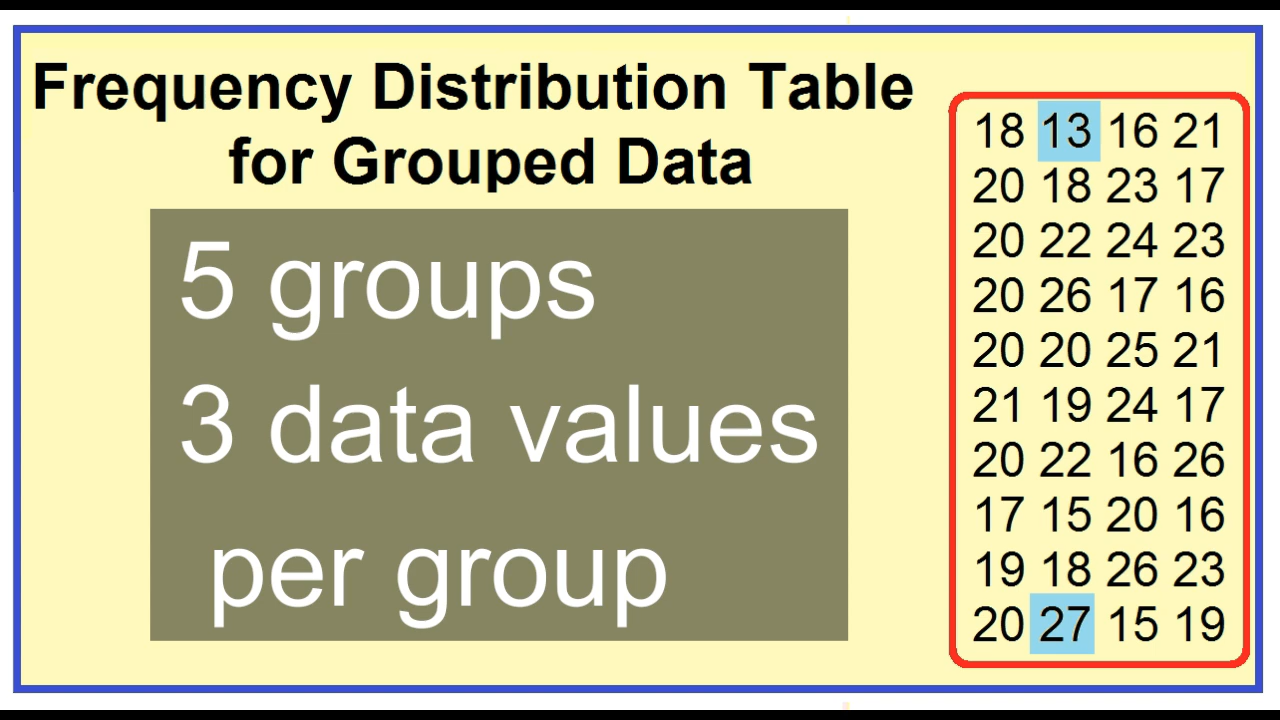 Frequency Distribution Table
for Grouped Data
5 groups
3 data values
per group
18 13 16 21
20 18 23 17
20 22 24 23
20 26 17 16
20 20 25 21
21 19 24 17
20 22 16 26
17 15 20 16
19 18 26 23
20 27 15 19